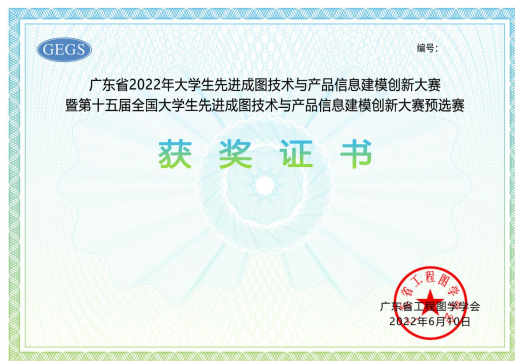 GEGS
编号:
广东省2022年大学生先进成图技术与产品信息建模创新大赛
暨第十五届全国大学生先进成图技术与产品信息建模创新大赛预选赛
获奖证书
广东省工程图学学会
2022年6月10日